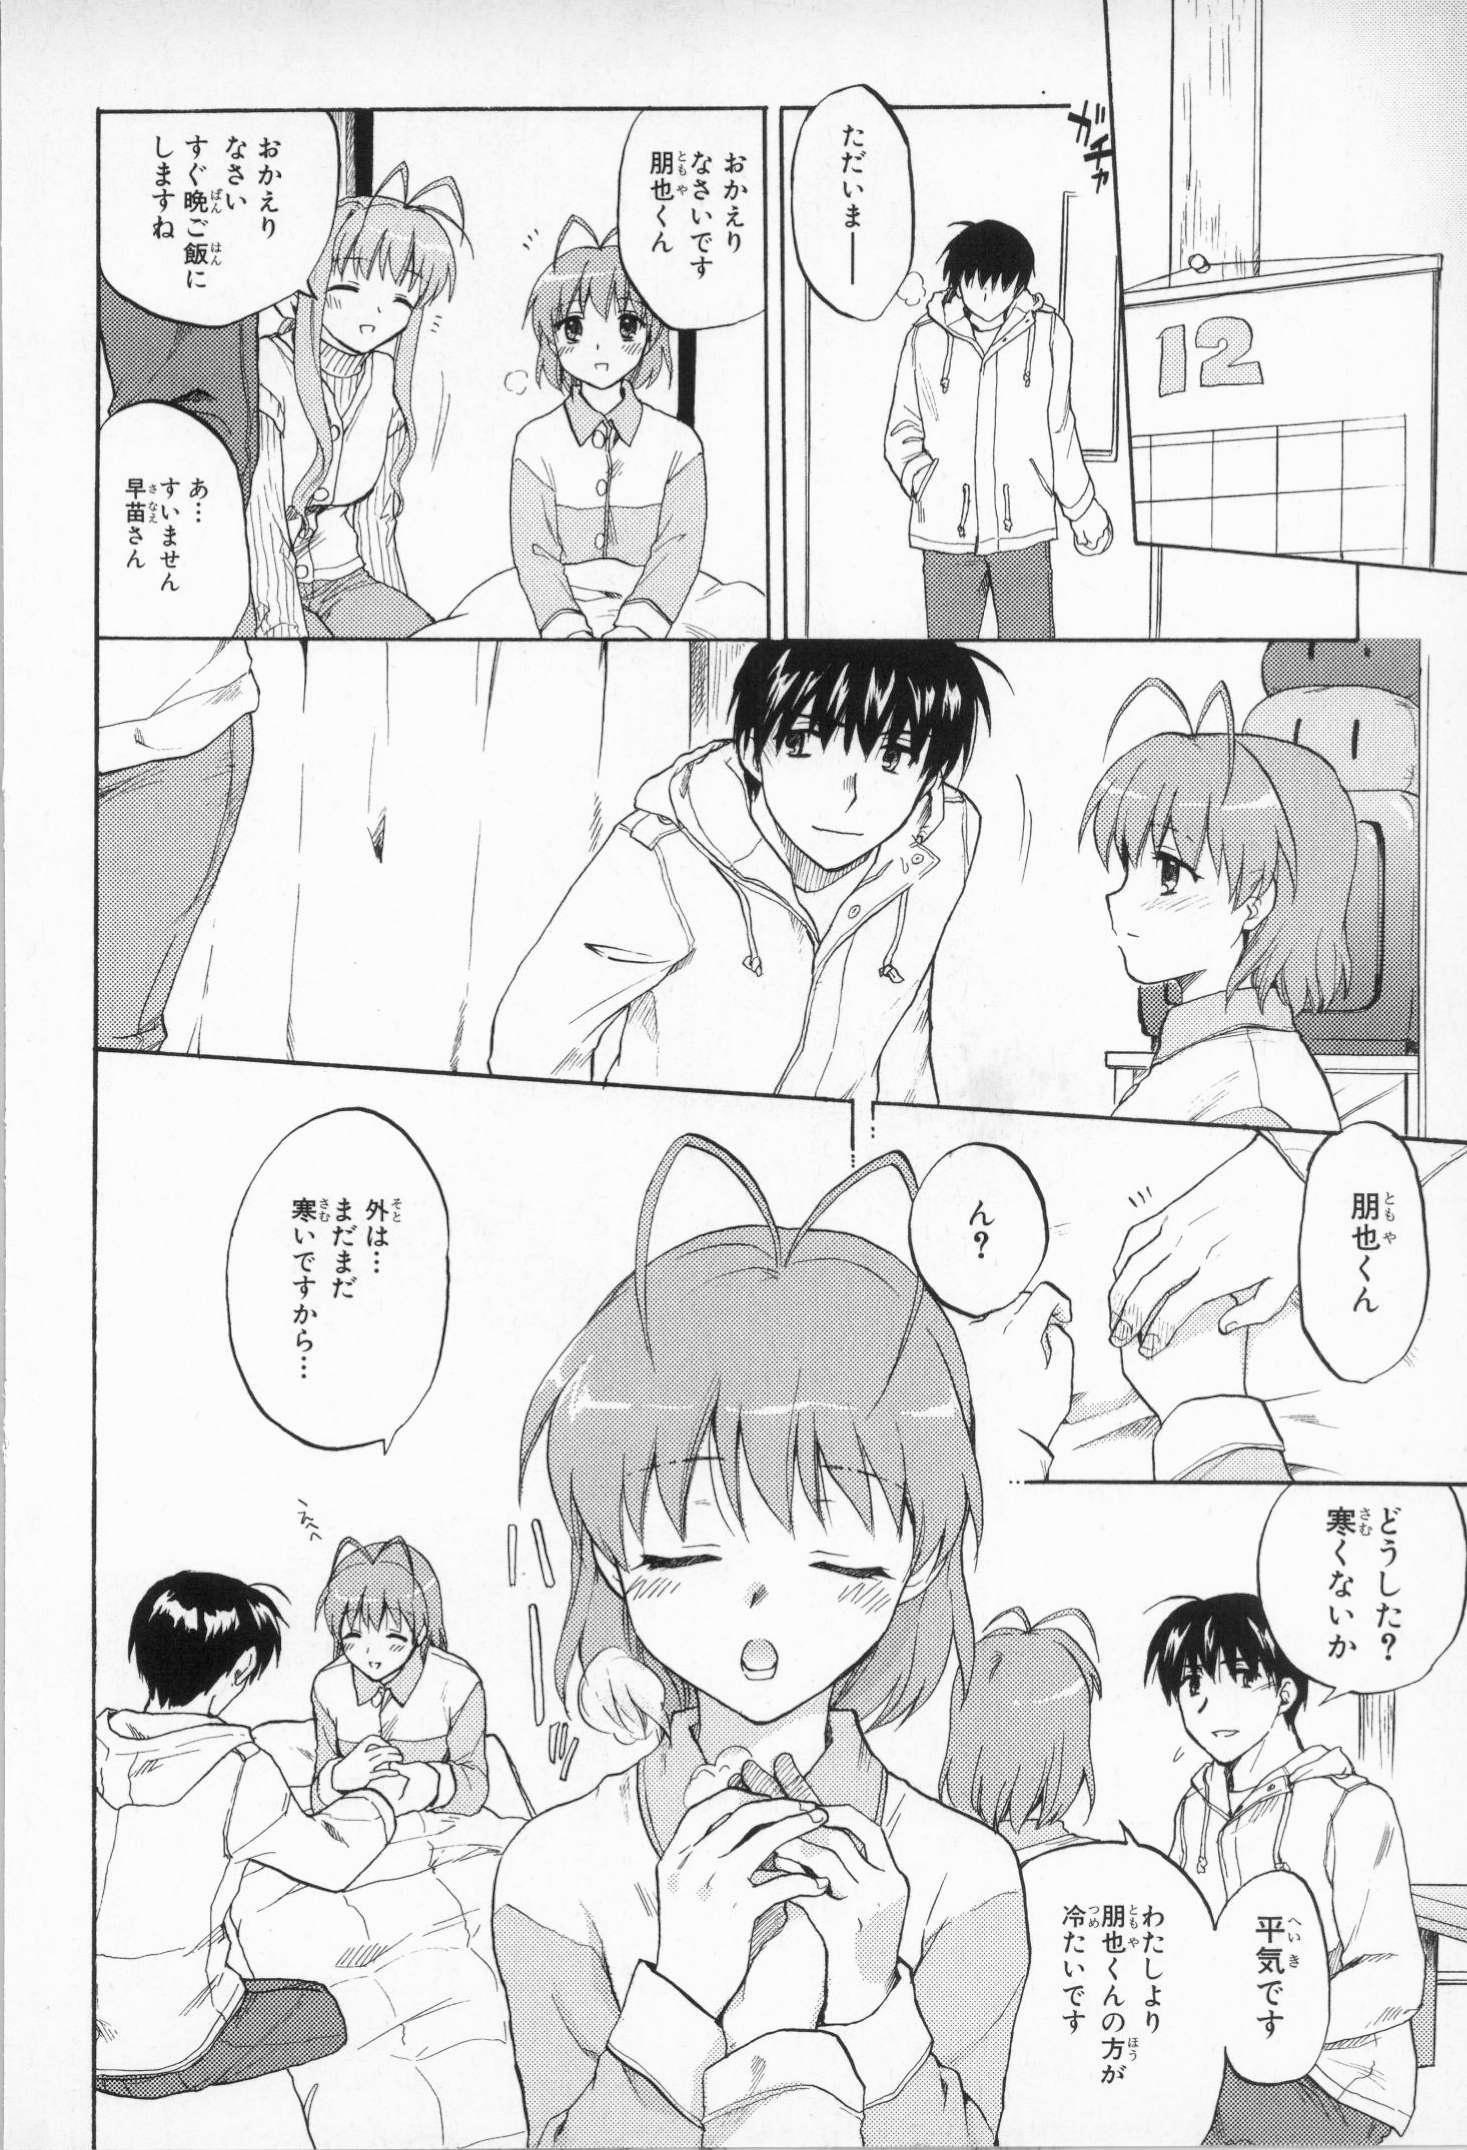 12
ガチャ
ただいまー
おかえり
なさいです
朋也くん
おかえり
なさい
すぐ晩ご飯に
しますね
あ…
すいません
早苗さん
朋也くん
ん?
どうした?
寒くないか
平気です
わたしより
朋也くんの方が
冷たいです
外は…
まだまだ
寒いですから…